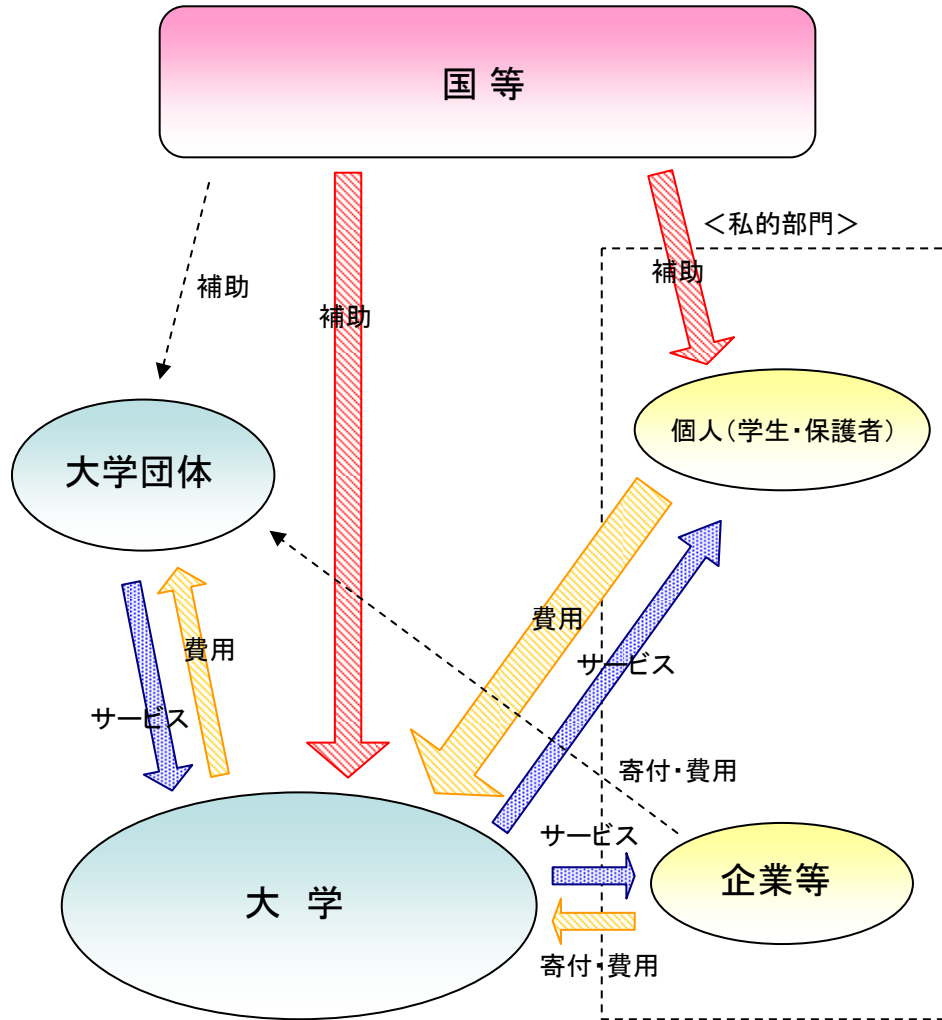 国 等
＜私的部門＞
補助
補助
補助
個人（学生・保護者）
大学団体
費用
費用
サービス
サービス
寄付・費用
サービス
企業等
大 学
寄付・費用